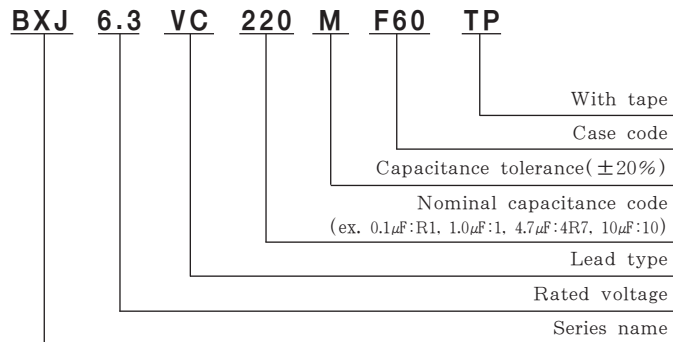 BXJ 6.3 VC 220 M F60 TP
With tape
Case code
Capacitance tolerance(±20%)
Nominal capacitance code
(ex. 0.1μF:R1, 1.0μF:1, 4.7μF:4R7, 10μF:10)
Lead type
Rated voltage
Series name